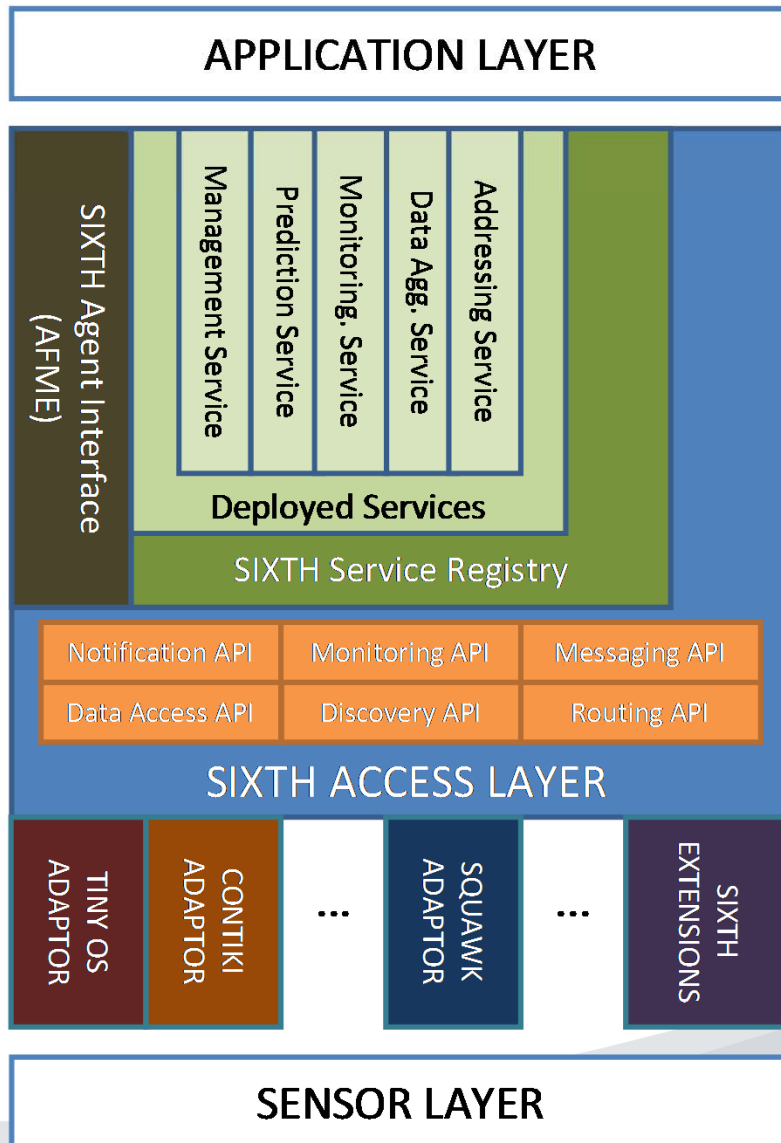 APPLICATION LAYER
SIXTH Agent Interface
(AFME)
Management Service
Prediction Service
Monitoring. Service
Data Agg. Service
Addressing Service
Deployed Services
SIXTH Service Registry
Notification API
Monitoring API
Messaging API
Data Access API
Discovery API
Routing API
SIXTH ACCESS LAYER
TINY OS
ADAPTOR
CONTIKI
ADAPTOR
...
SQUAWK
ADAPTOR
...
SIXTH
EXTENSIONS
SENSOR LAYER